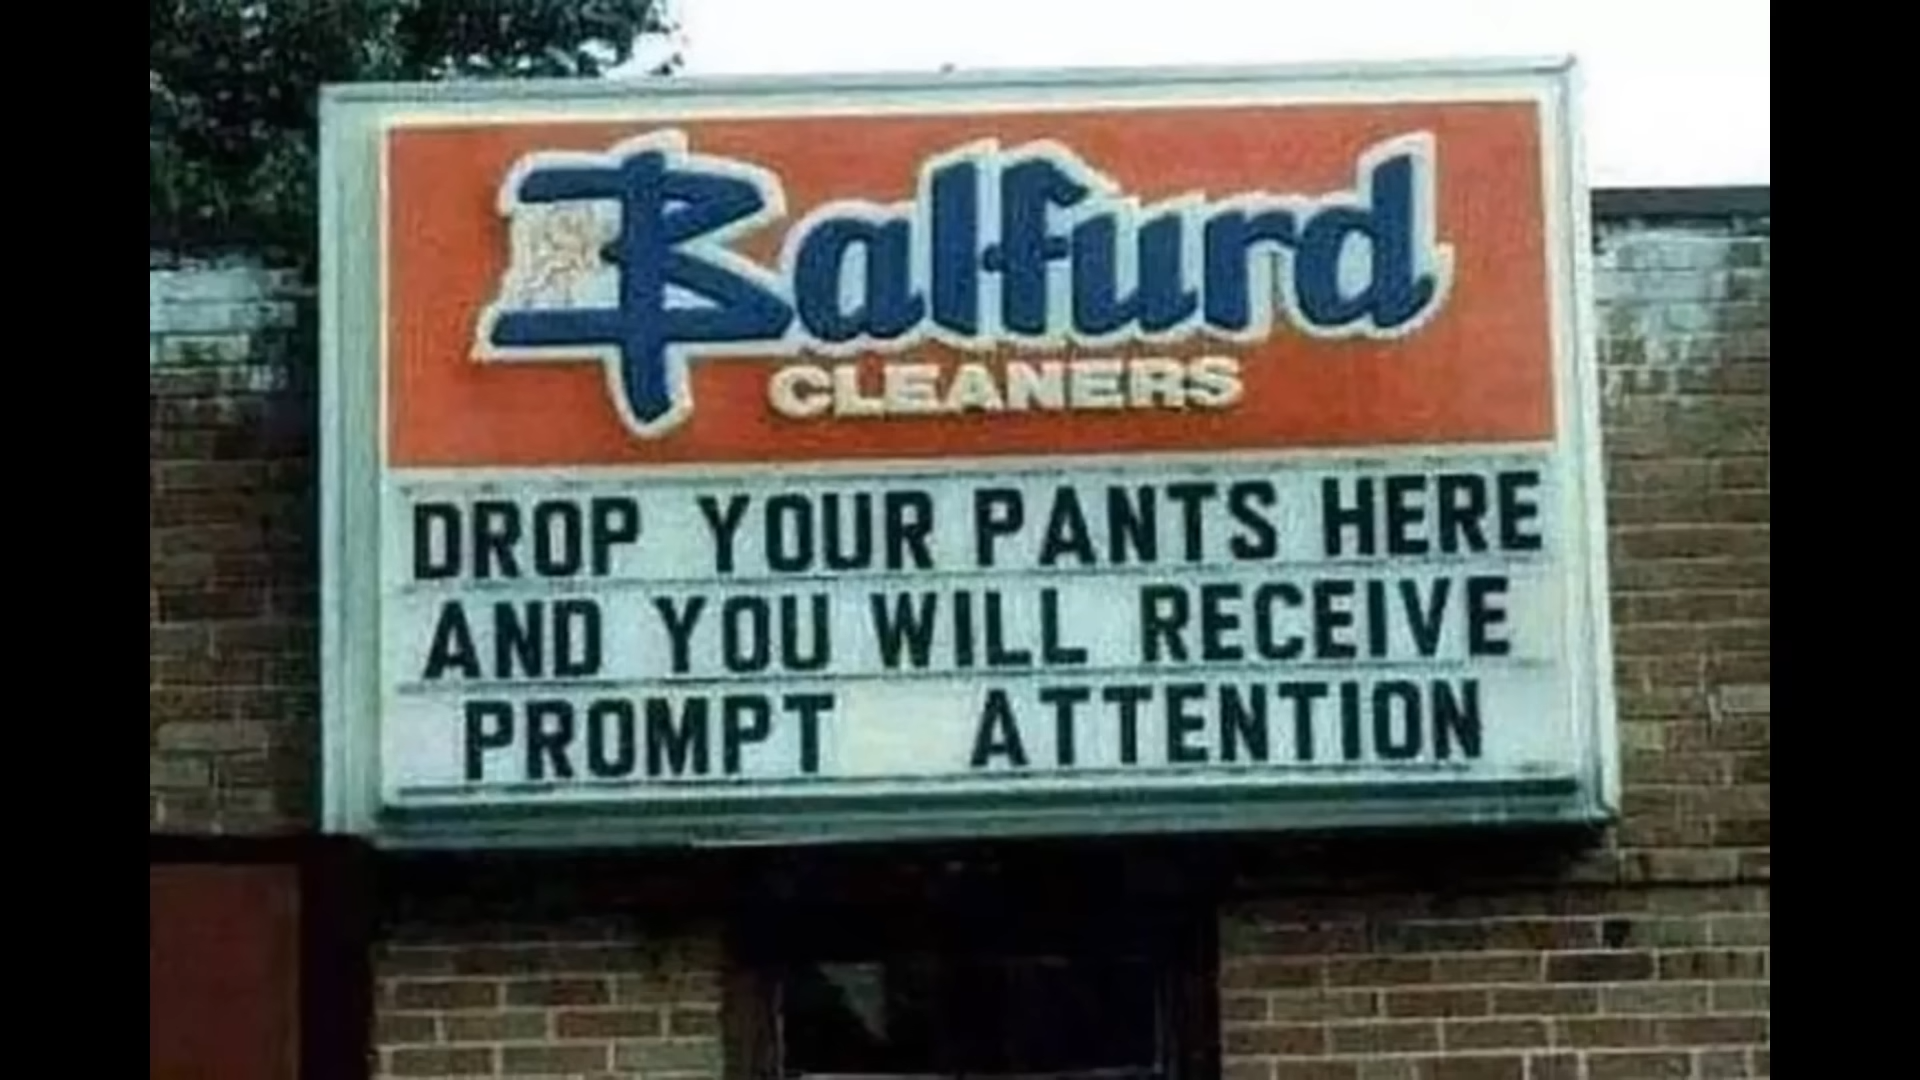 Balfurd
CLEANERS
DROP YOUR PANTS HERE
AND YOU WILL RECEIVE
PROMPT ATTENTION